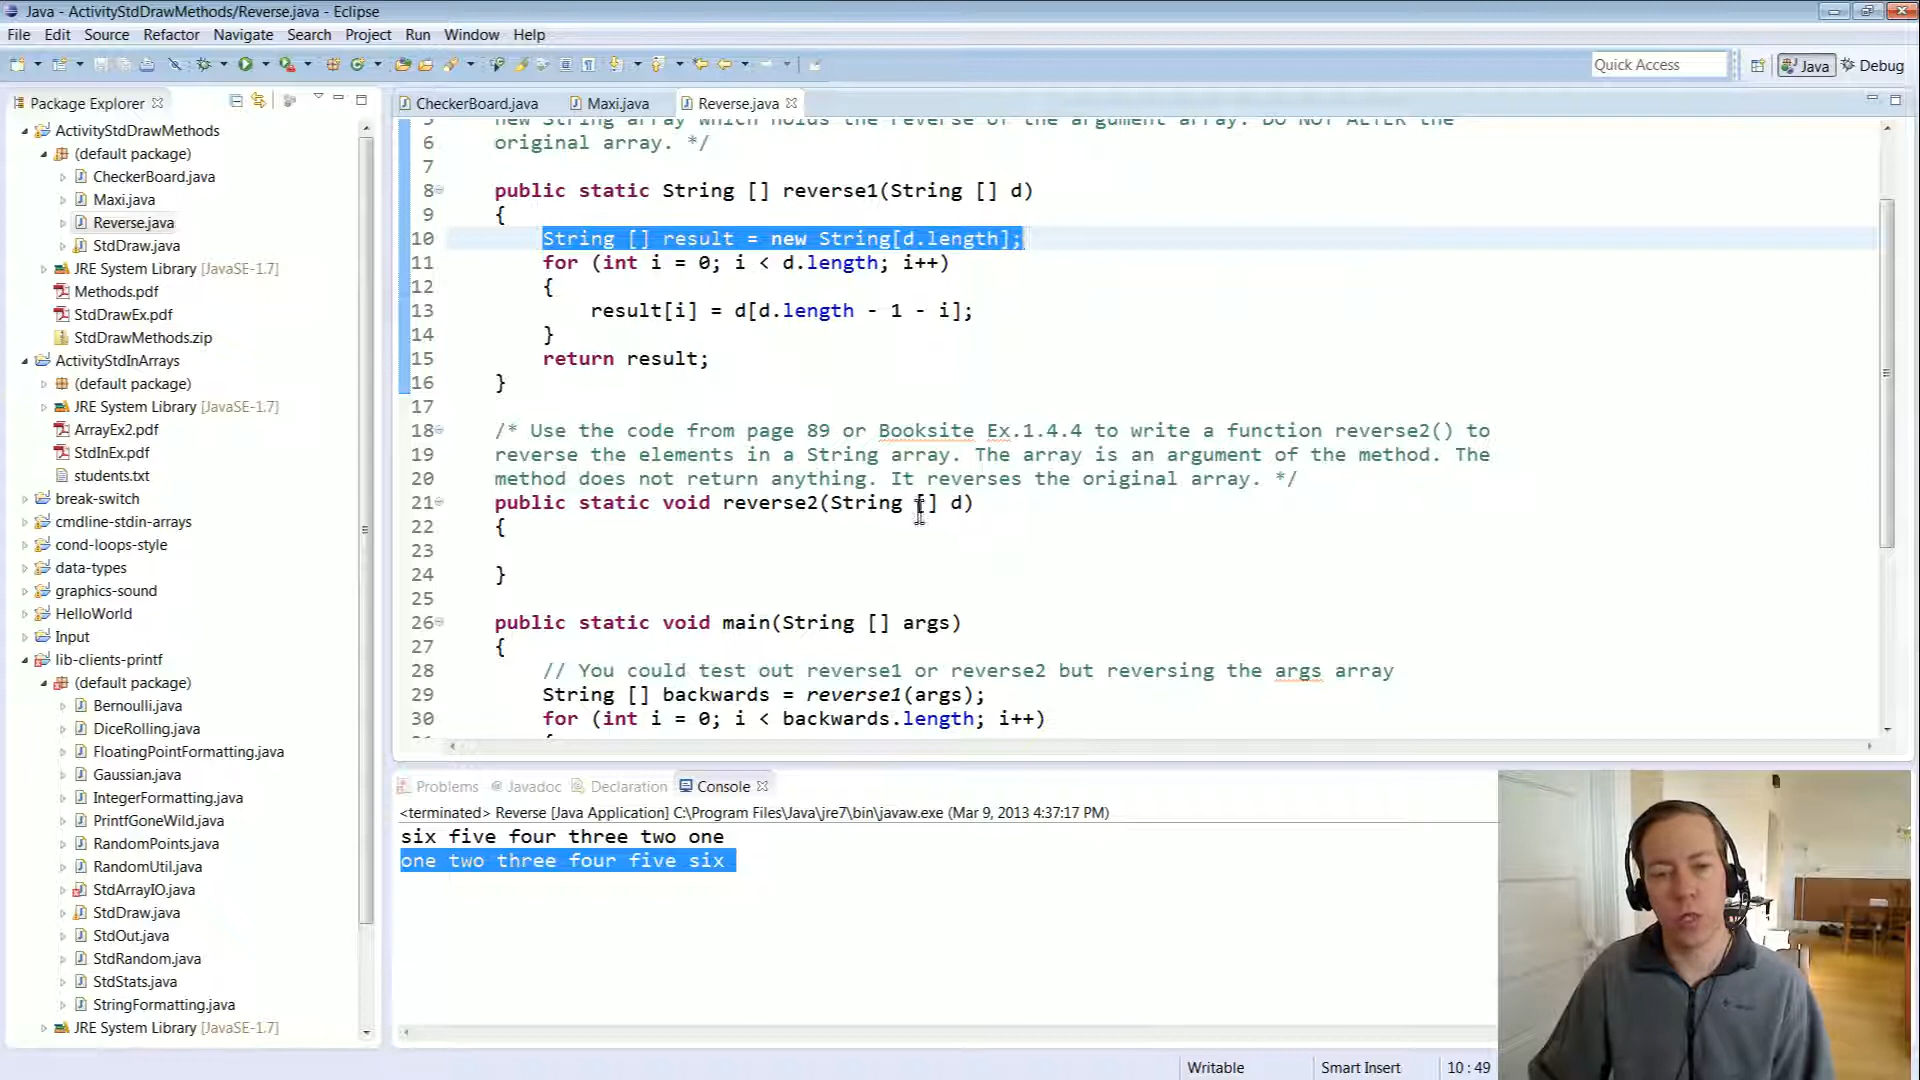 Java - ActivityStdDrawMethods/Reverse.java - Eclipse
File Edit Source Refactor Navigate Search Project Run Window Help
Quick Access Java Debug
Package Explorer
ActivityStdDrawMethods
(default package)
CheckerBoard.java
Maxi.java
Reverse.java
StdDraw.java
JRE System Library [JavaSE-1.7]
Methods.pdf
StdDrawEx.pdf
StdDrawMethods.zip
ActivityStdInArrays
(default package)
JRE System Library [JavaSE-1.7]
ArrayEx2.pdf
StdInEx.pdf
students.txt
break-switch
cmdline-stdin-arrays
cond-loops-style
data-types
graphics-sound
HelloWorld
Input
lib-clients-printf
(default package)
Bernoulli.java
DiceRolling.java
FloatingPointFormatting.java
Gaussian.java
IntegerFormatting.java
PrintfGoneWild.java
RandomPoints.java
RandomUtil.java
StdArrayIO.java
StdDraw.java
StdOut.java
StdRandom.java
StdStats.java
StringFormatting.java
JRE System Library [JavaSE-1.7]
CheckerBoard.java Maxi.java Reverse.java
5 new String array which holds the reverse of the argument array. DO NOT ALTER the
6 original array. */
7
8 public static String [] reverse1(String [] d)
9 {
10 String [] result = new String[d.length];
11 for (int i = 0; i < d.length; i++)
12 {
13 result[i] = d[d.length - 1 - i];
14 }
15 return result;
16 }
17
18 /* Use the code from page 89 or Booksite Ex.1.4.4 to write a function reverse2() to
19 reverse the elements in a String array. The array is an argument of the method. The
20 method does not return anything. It reverses the original array. */
21 public static void reverse2(String [] d)
22 {
23
24 }
25
26 public static void main(String [] args)
27 {
28 // You could test out reverse1 or reverse2 but reversing the args array
29 String [] backwards = reverse1(args);
30 for (int i = 0; i < backwards.length; i++)
Problems @ Javadoc Declaration Console
<terminated> Reverse [Java Application] C:\Program Files\Java\jre7\bin\javaw.exe (Mar 9, 2013 4:37:17 PM)
six five four three two one
one two three four five six
Writable Smart Insert 10 : 49